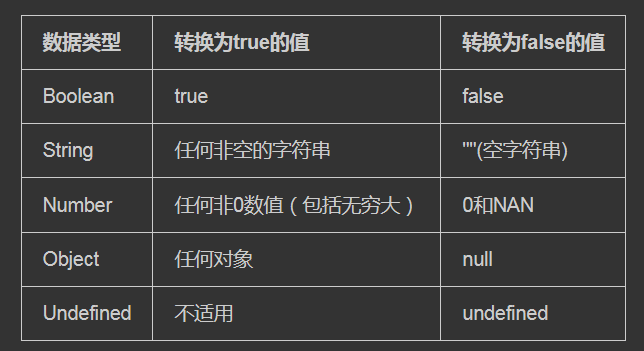 数据类型 转换为true的值 转换为false的值
Boolean true false
String 任何非空的字符串 ""(空字符串)
Number 任何非0数值（包括无穷大） 0和NAN
Object 任何对象 null
Undefined 不适用 undefined